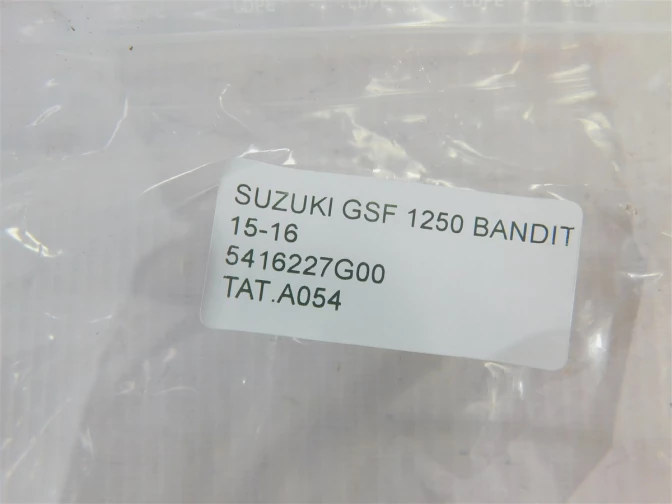 SUZUKI GSF 1250 BANDIT
15-16
5416227G00
TAT.A054